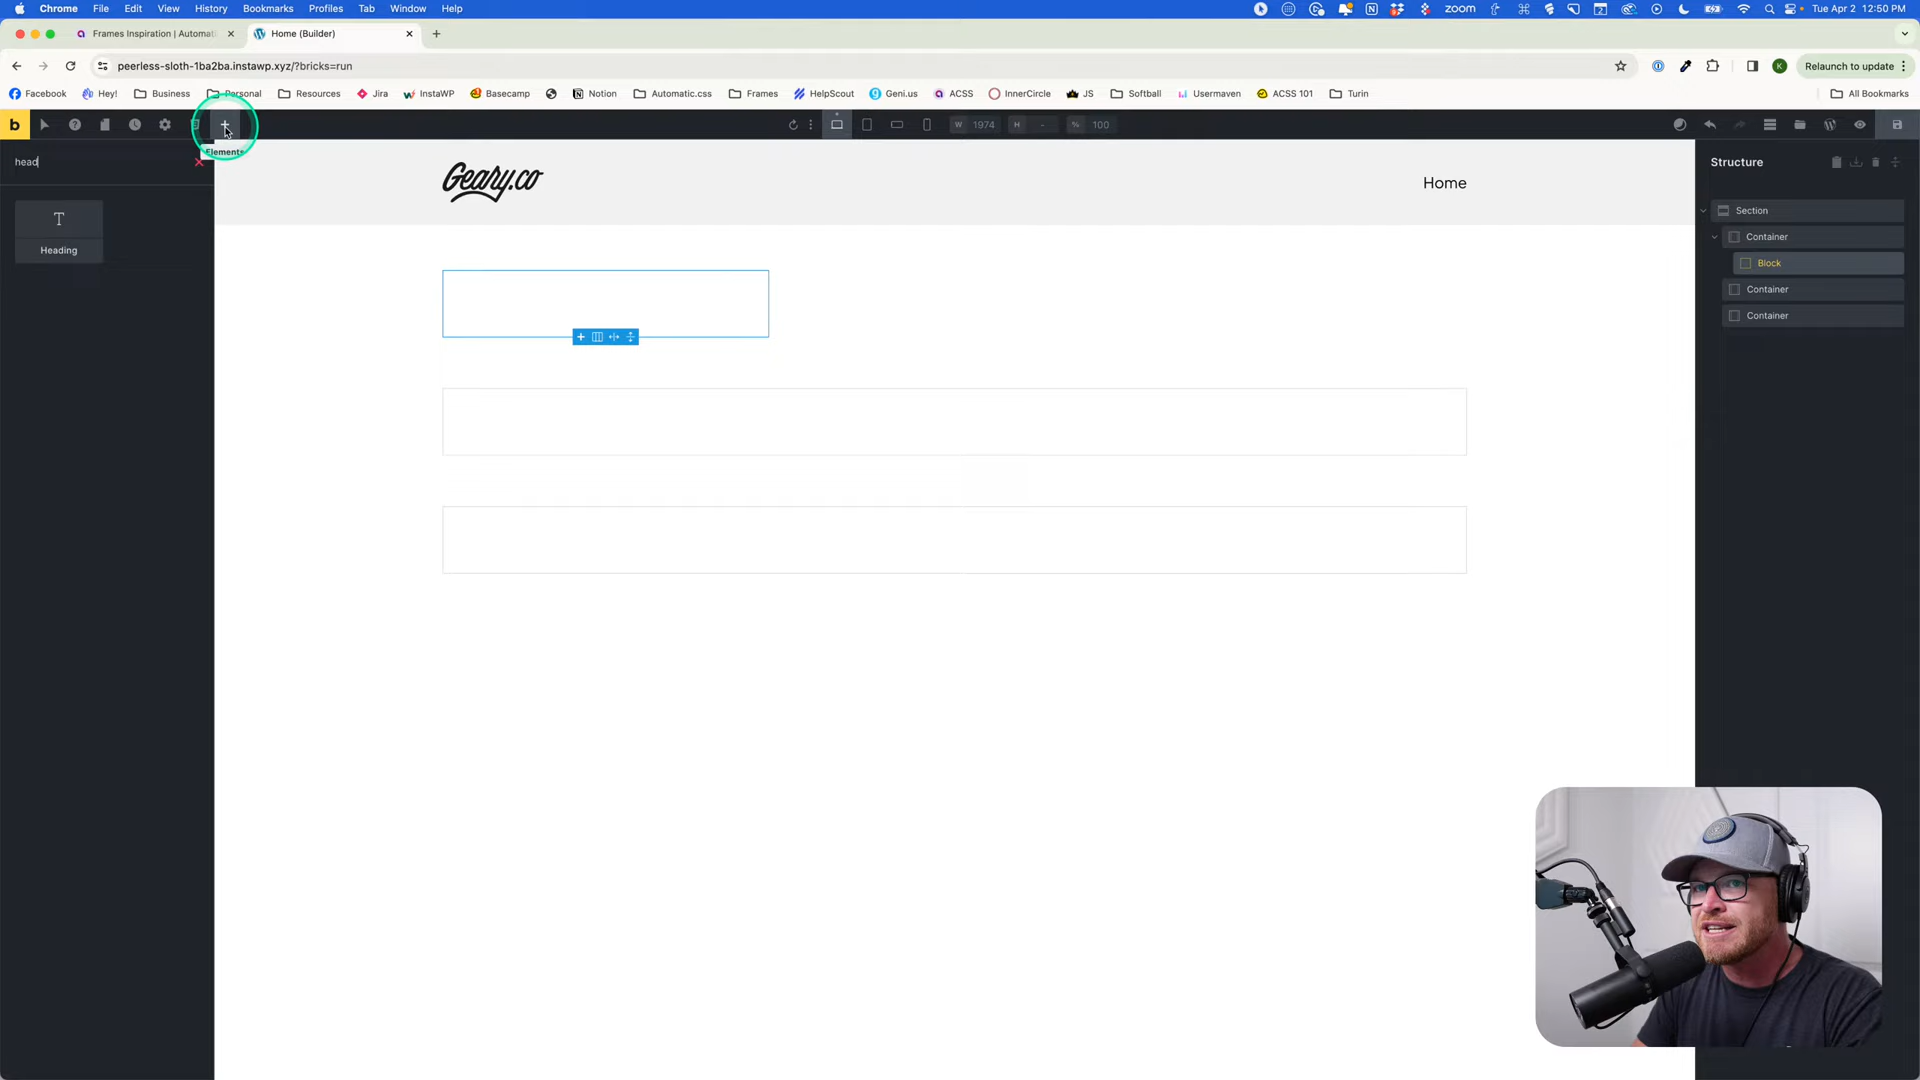 Chrome File Edit View History Bookmarks Profiles Tab Window Help
zoom Tue Apr 2 12:50 PM
Frames Inspiration | Automat
Home (Builder)
peerless-sloth-1ba2ba.instawp.xyz/?bricks=run
Relaunch to update
Facebook Hey! Business Personal Resources Jira InstaWP Basecamp Notion Automatic.css Frames HelpScout Geni.us ACSS InnerCircle JS Softball Usermaven ACSS 101 Turin All Bookmarks
b
W 1974 H - % 100
Elements
head
T
Heading
Geary.co
Home
Structure
Section
Container
Block
Container
Container